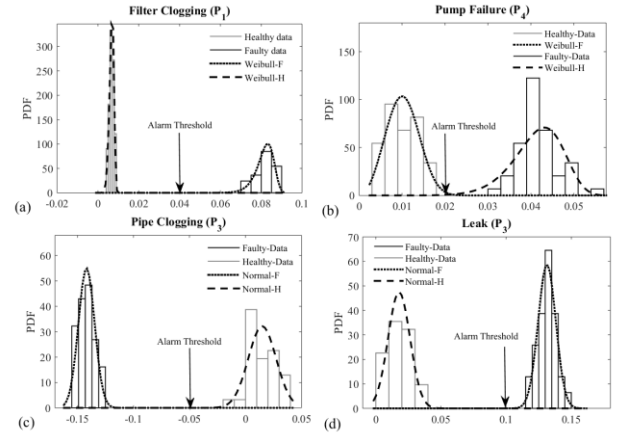 Filter Clogging (P1)
350
300
250
200
150
100
50
0
PDF
Healthy data
Faulty data
Weibull-F
Weibull-H
Alarm Threshold
-0.02
0
0.02
0.04
0.06
0.08
0.1
(a)
Pump Failure (P4)
150
100
50
0
PDF
Healthy-Data
Weibull-F
Faulty-Data
Weibull-H
Alarm Threshold
0
0.01
0.02
0.03
0.04
0.05
(b)
Pipe Clogging (P3)
70
60
50
40
30
20
10
0
PDF
Faulty-Data
Healthy-Data
Normal-F
Normal-H
Alarm Threshold
-0.15
-0.1
-0.05
0
0.05
(c)
Leak (P3)
70
60
50
40
30
20
10
0
PDF
Faulty-Data
Healthy-Data
Normal-F
Normal-H
Alarm Threshold
0
0.05
0.1
0.15
(d)